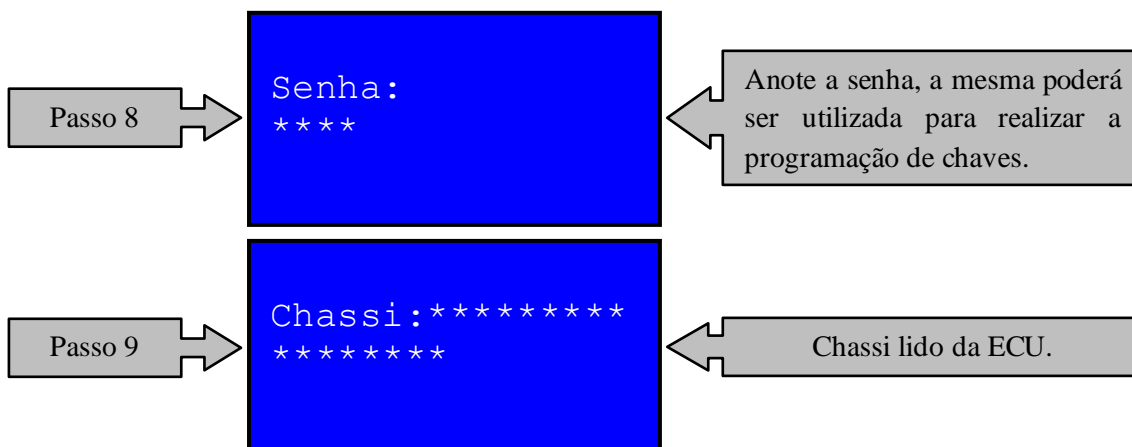 Passo 8
Senha:
****
Anote a senha, a mesma poderá
ser utilizada para realizar a
programação de chaves.
Passo 9
Chassi:*********
********
Chassi lido da ECU.